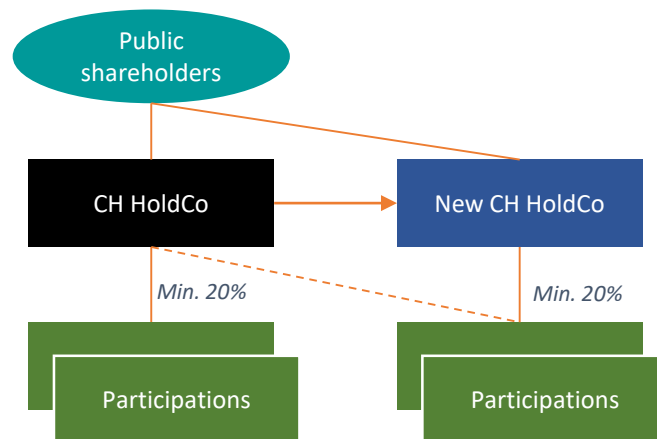 Public
shareholders
CH HoldCo
New CH HoldCo
Min. 20%
Min. 20%
Participations
Participations